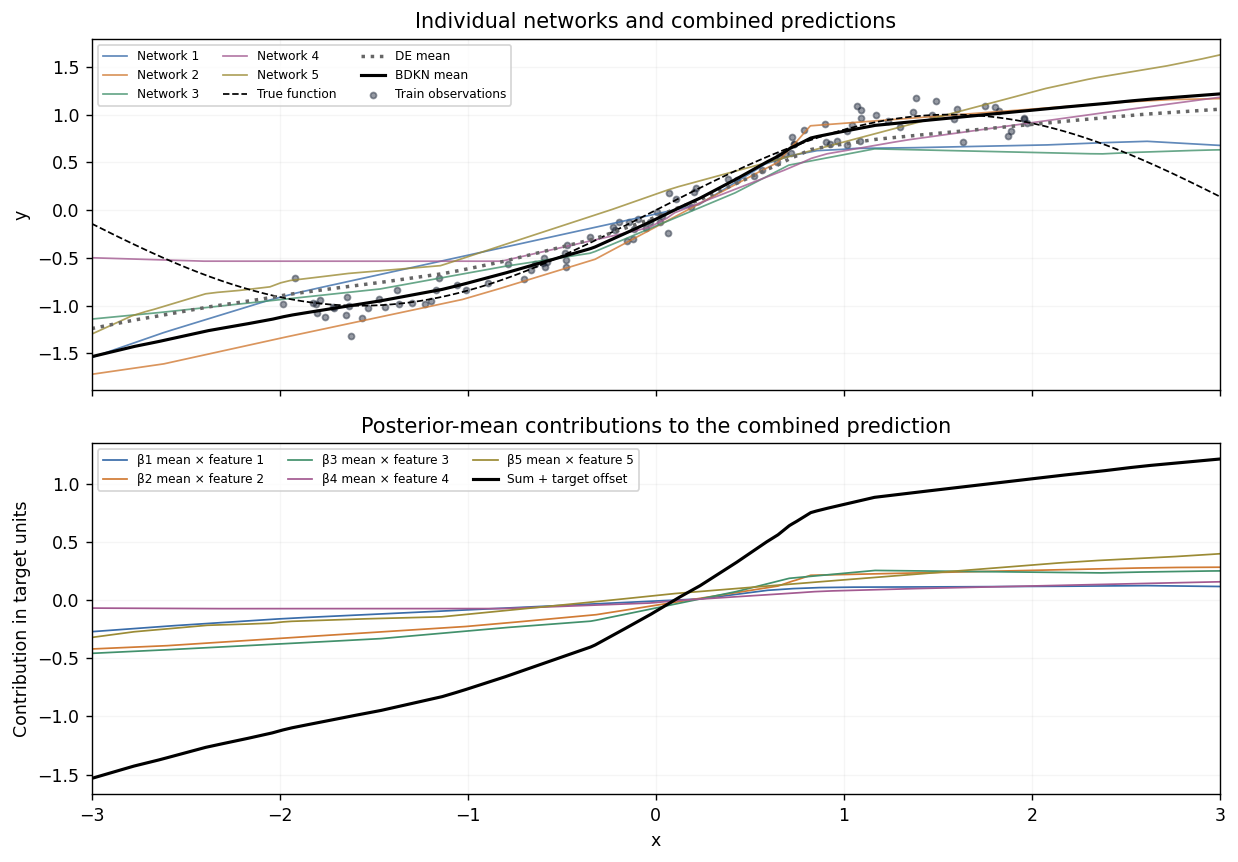 Individual networks and combined predictions
Network 1
Network 2
Network 3
Network 4
Network 5
True function
DE mean
BDKN mean
Train observations
1.5
1.0
0.5
0.0
−0.5
−1.0
−1.5
y
Posterior-mean contributions to the combined prediction
β1 mean × feature 1
β2 mean × feature 2
β3 mean × feature 3
β4 mean × feature 4
β5 mean × feature 5
Sum + target offset
1.0
0.5
0.0
−0.5
−1.0
−1.5
Contribution in target units
−3
−2
−1
0
1
2
3
x